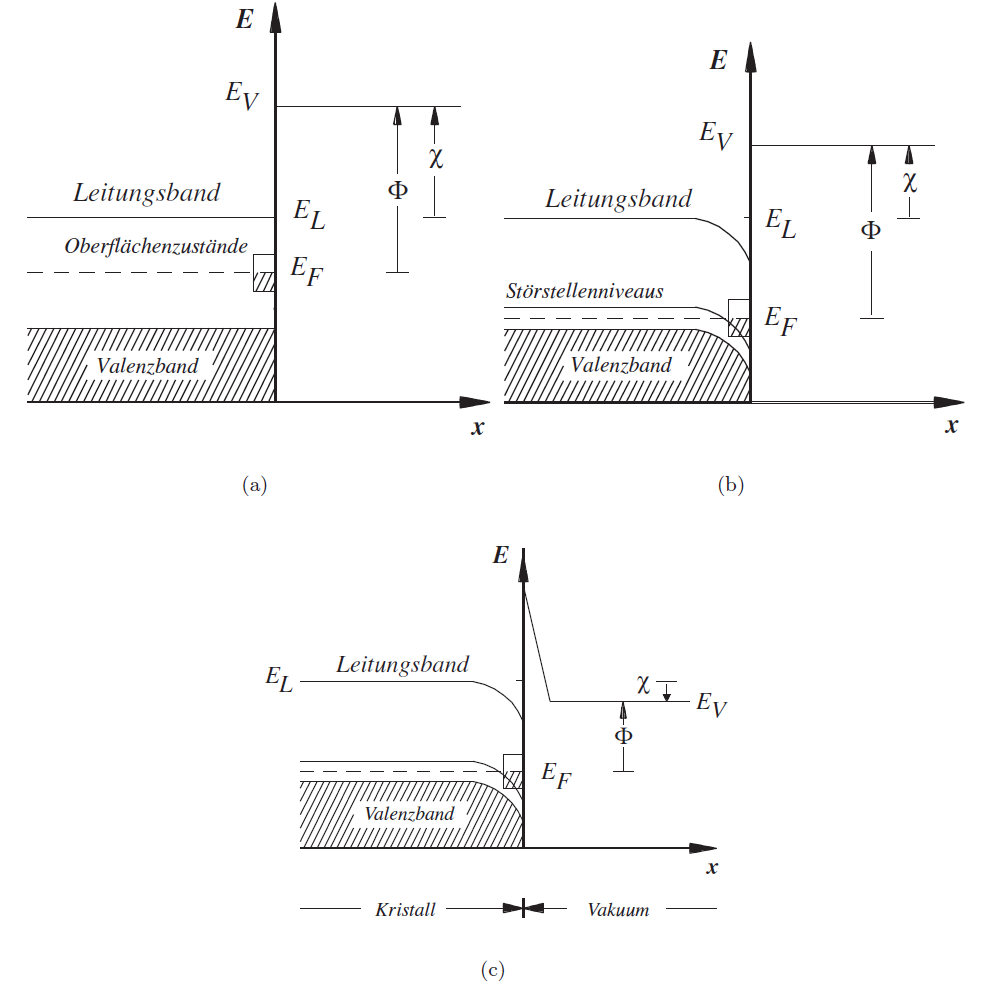 E
E_V
χ
Φ
Leitungsband
E_L
Oberflächenzustände
E_F
Valenzband
x
(a)
E
E_V
χ
Leitungsband
E_L
Φ
Störstellenniveaus
E_F
Valenzband
x
(b)
E
Leitungsband
E_L
χ
E_V
Φ
E_F
Valenzband
x
Kristall
Vakuum
(c)